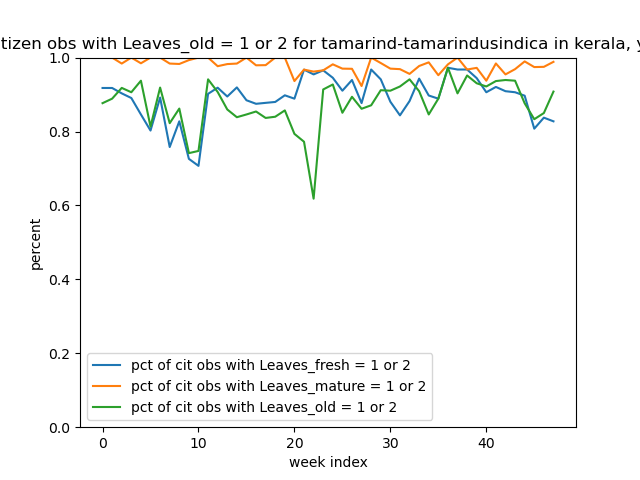 tizen obs with Leaves_old = 1 or 2 for tamarind-tamarindusindica in kerala, y
1.0
0.8
0.6
0.4
0.2
0.0
percent
pct of cit obs with Leaves_fresh = 1 or 2
pct of cit obs with Leaves_mature = 1 or 2
pct of cit obs with Leaves_old = 1 or 2
0 10 20 30 40
week index